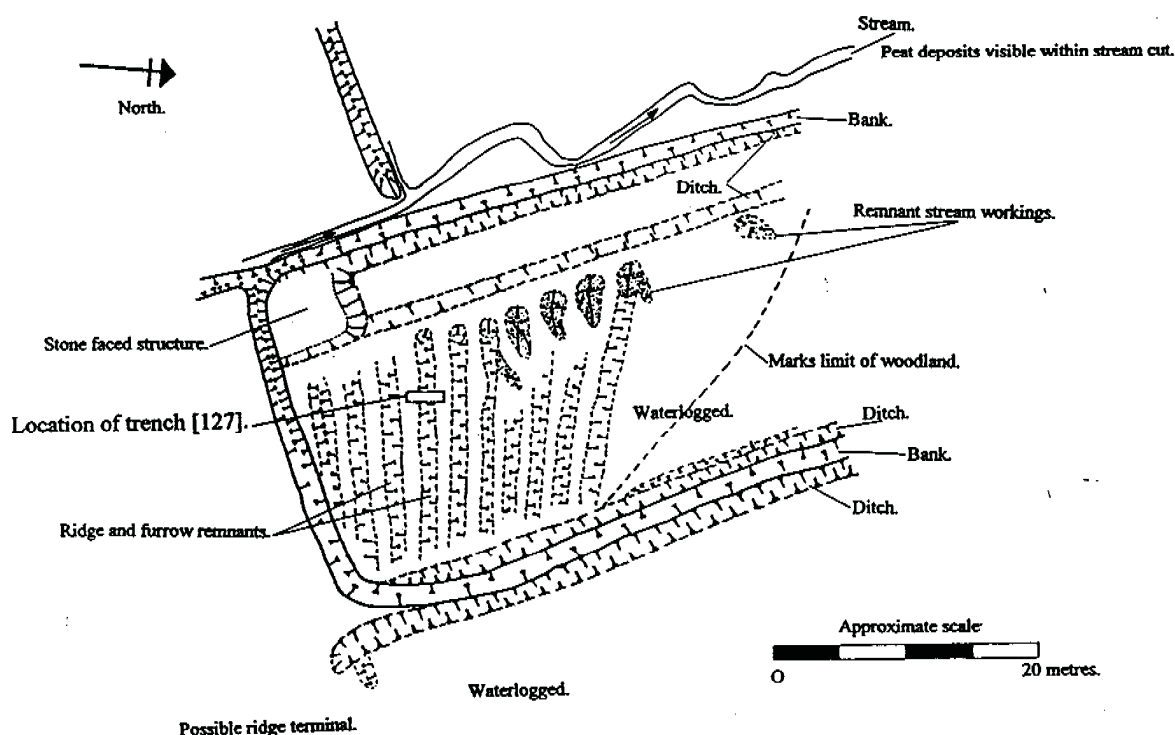 Stream.
Peat deposits visible within stream cut.
North.
Bank.
Ditch.
Remnant stream workings.
Stone faced structure.
Marks limit of woodland.
Location of trench [127].
Waterlogged.
Ditch.
Bank.
Ridge and furrow remnants.
Ditch.
Approximate scale
O
20 metres.
Waterlogged.
Possible ridge terminal.